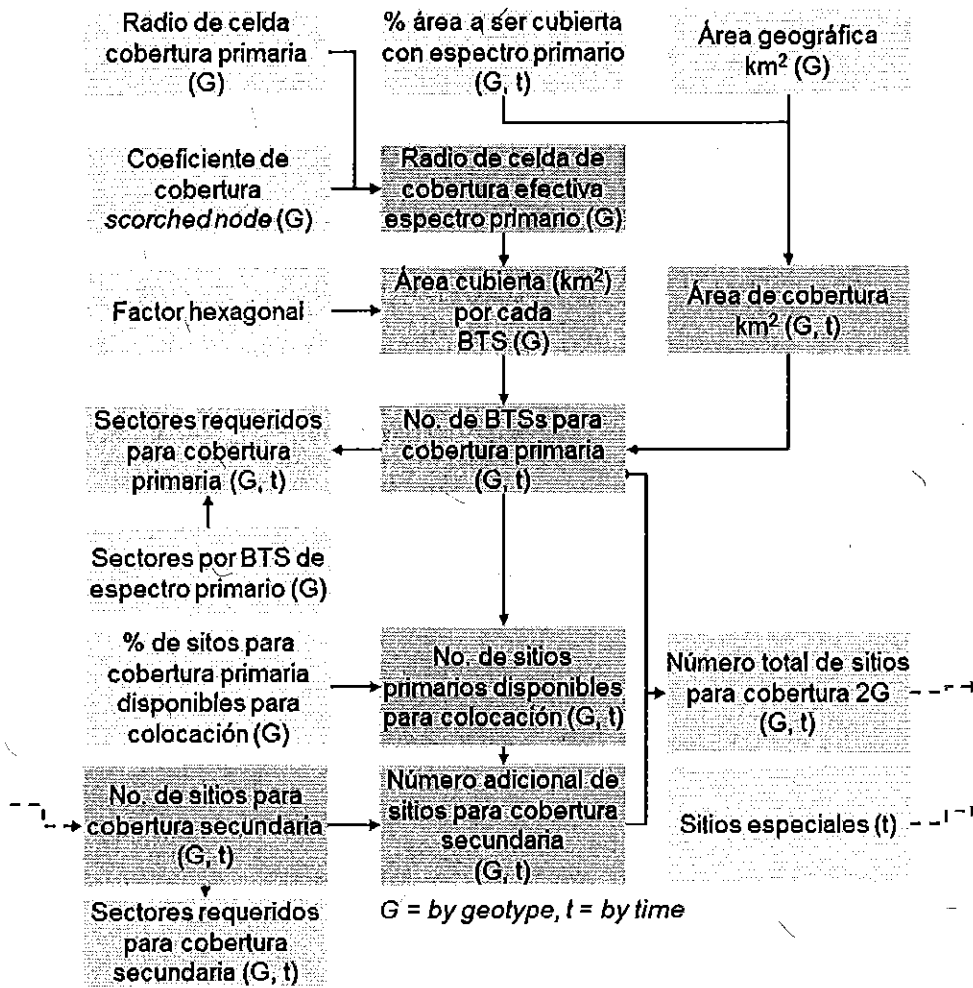 Radio de celda
cobertura primaria
(G)
% área a ser cubierta
con espectro primario
(G, t)
Área geográfica
km² (G)
Coeficiente de
cobertura
scorched node (G)
Radio de celda de
cobertura efectiva
espectro primario (G)
Factor hexagonal
Área cubierta (km²)
por cada
BTS (G)
Área de cobertura
km² (G, t)
Sectores requeridos
para cobertura
primaria (G, t)
No. de BTSs para
cobertura primaria
(G, t)
Sectores por BTS de
espectro primario (G)
% de sitos para
cobertura primaria
disponibles para
colocación (G)
No. de sitios
primarios disponibles
para colocación (G, t)
Número total de sitios
para cobertura 2G
(G, t)
No. de sitios para
cobertura secundaria
(G, t)
Número adicional de
sitios para cobertura
secundaria
(G, t)
Sitios especiales (t)
Sectores requeridos
para cobertura
secundaria (G, t)
G = by geotype, t = by time